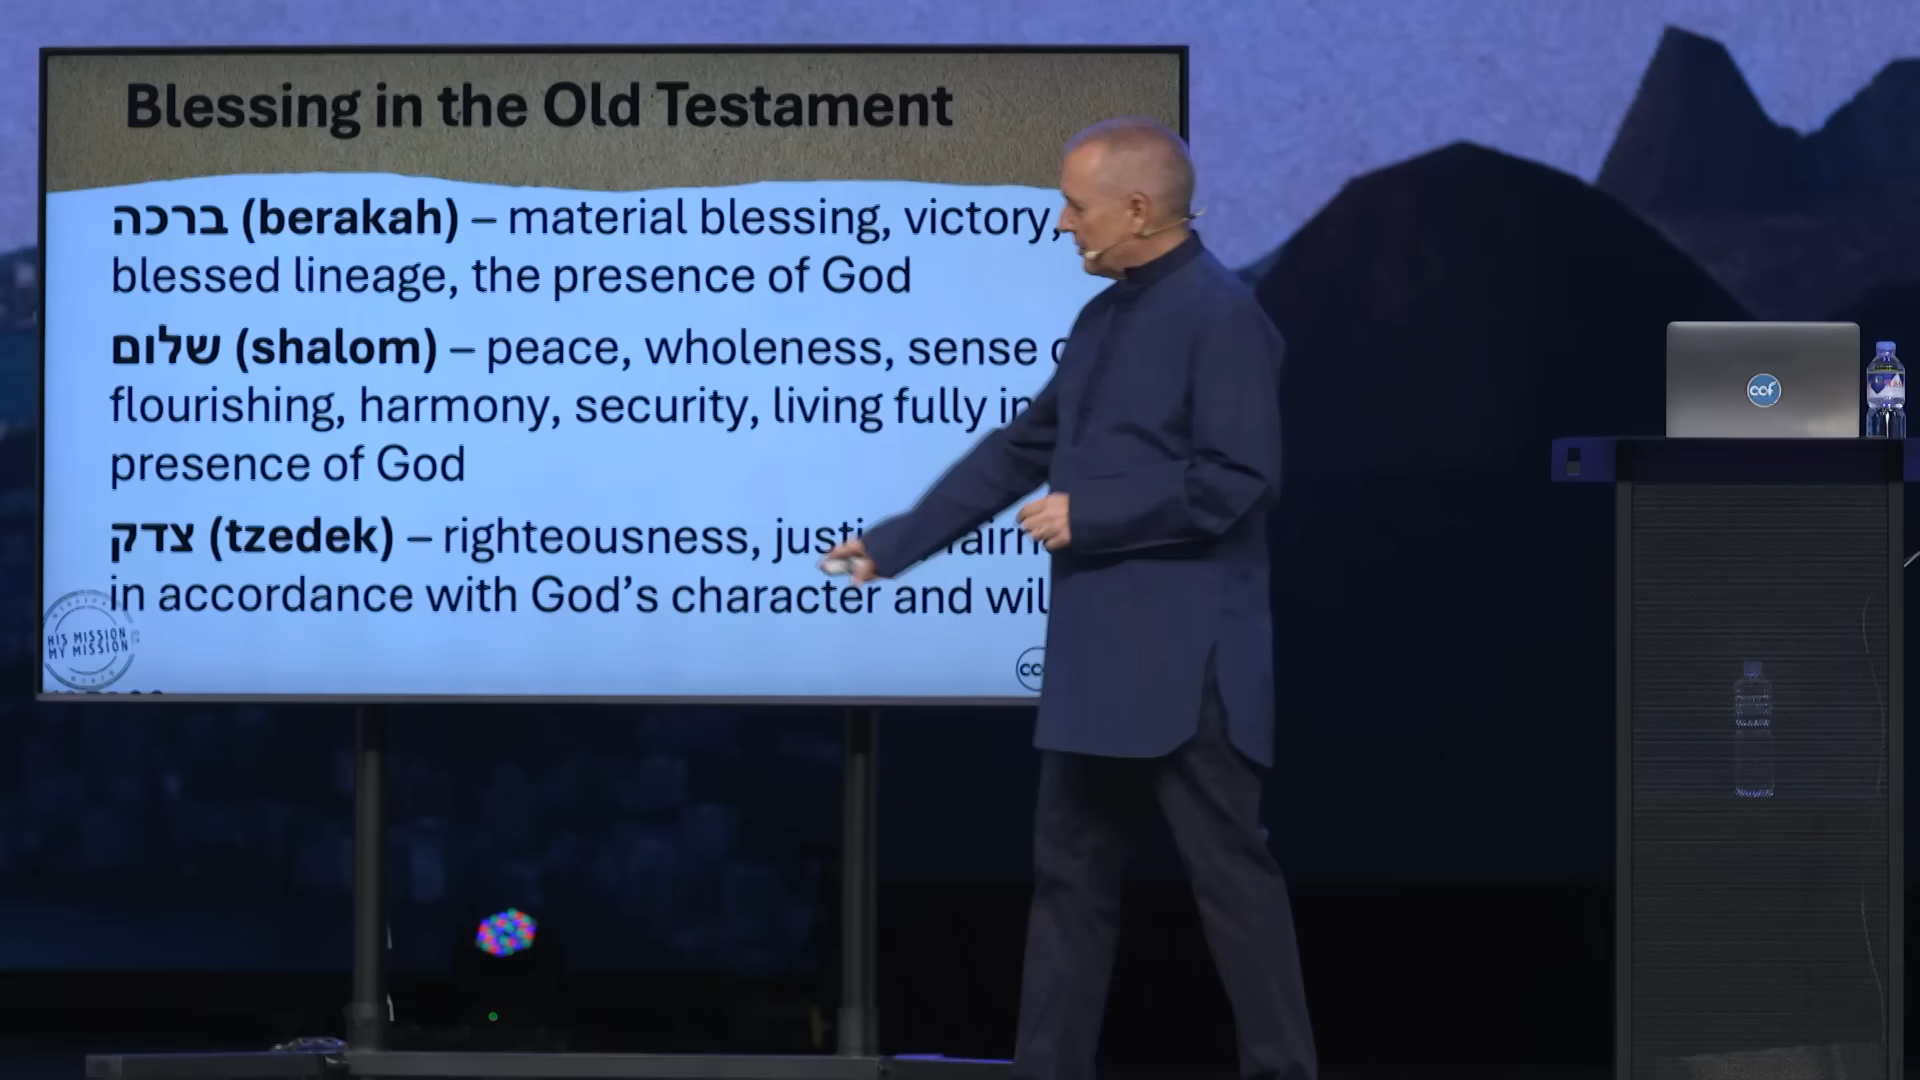 Blessing in the Old Testament
ברכה (berakah) – material blessing, victory,
blessed lineage, the presence of God
שלום (shalom) – peace, wholeness, sense
flourishing, harmony, security, living fully in
presence of God
צדק (tzedek) – righteousness,
in accordance with God's character and
HIS MISSION
MY MISSION
ccf